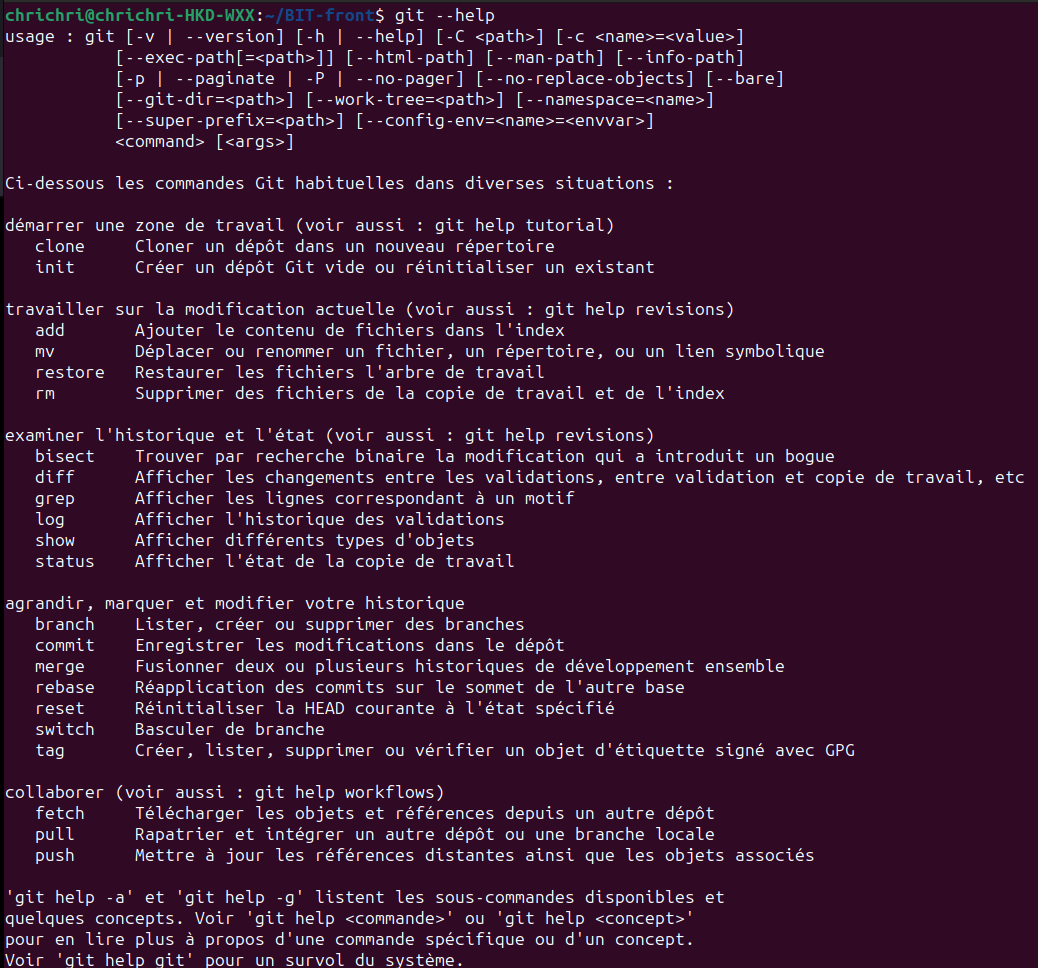 chrichri@chrichri-HKD-WXX:~/BIT-front$ git --help
usage : git [-v | --version] [-h | --help] [-C <path>] [-c <name>=<value>]
           [--exec-path[=<path>]] [--html-path] [--man-path] [--info-path]
           [-p | --paginate | -P | --no-pager] [--no-replace-objects] [--bare]
           [--git-dir=<path>] [--work-tree=<path>] [--namespace=<name>]
           [--super-prefix=<path>] [--config-env=<name>=<envvar>]
           <command> [<args>]

Ci-dessous les commandes Git habituelles dans diverses situations :

démarrer une zone de travail (voir aussi : git help tutorial)
   clone     Cloner un dépôt dans un nouveau répertoire
   init      Créer un dépôt Git vide ou réinitialiser un existant

travailler sur la modification actuelle (voir aussi : git help revisions)
   add       Ajouter le contenu de fichiers dans l'index
   mv        Déplacer ou renommer un fichier, un répertoire, ou un lien symbolique
   restore   Restaurer les fichiers l'arbre de travail
   rm        Supprimer des fichiers de la copie de travail et de l'index

examiner l'historique et l'état (voir aussi : git help revisions)
   bisect    Trouver par recherche binaire la modification qui a introduit un bogue
   diff      Afficher les changements entre les validations, entre validation et copie de travail, etc
   grep      Afficher les lignes correspondant à un motif
   log       Afficher l'historique des validations
   show      Afficher différents types d'objets
   status    Afficher l'état de la copie de travail

agrandir, marquer et modifier votre historique
   branch    Lister, créer ou supprimer des branches
   commit    Enregistrer les modifications dans le dépôt
   merge     Fusionner deux ou plusieurs historiques de développement ensemble
   rebase    Réapplication des commits sur le sommet de l'autre base
   reset     Réinitialiser la HEAD courante à l'état spécifié
   switch    Basculer de branche
   tag       Créer, lister, supprimer ou vérifier un objet d'étiquette signé avec GPG

collaborer (voir aussi : git help workflows)
   fetch     Télécharger les objets et références depuis un autre dépôt
   pull      Rapatrier et intégrer un autre dépôt ou une branche locale
   push      Mettre à jour les références distantes ainsi que les objets associés

'git help -a' et 'git help -g' listent les sous-commandes disponibles et
quelques concepts. Voir 'git help <commande>' ou 'git help <concept>'
pour en lire plus à propos d'une commande spécifique ou d'un concept.
Voir 'git help git' pour un survol du système.